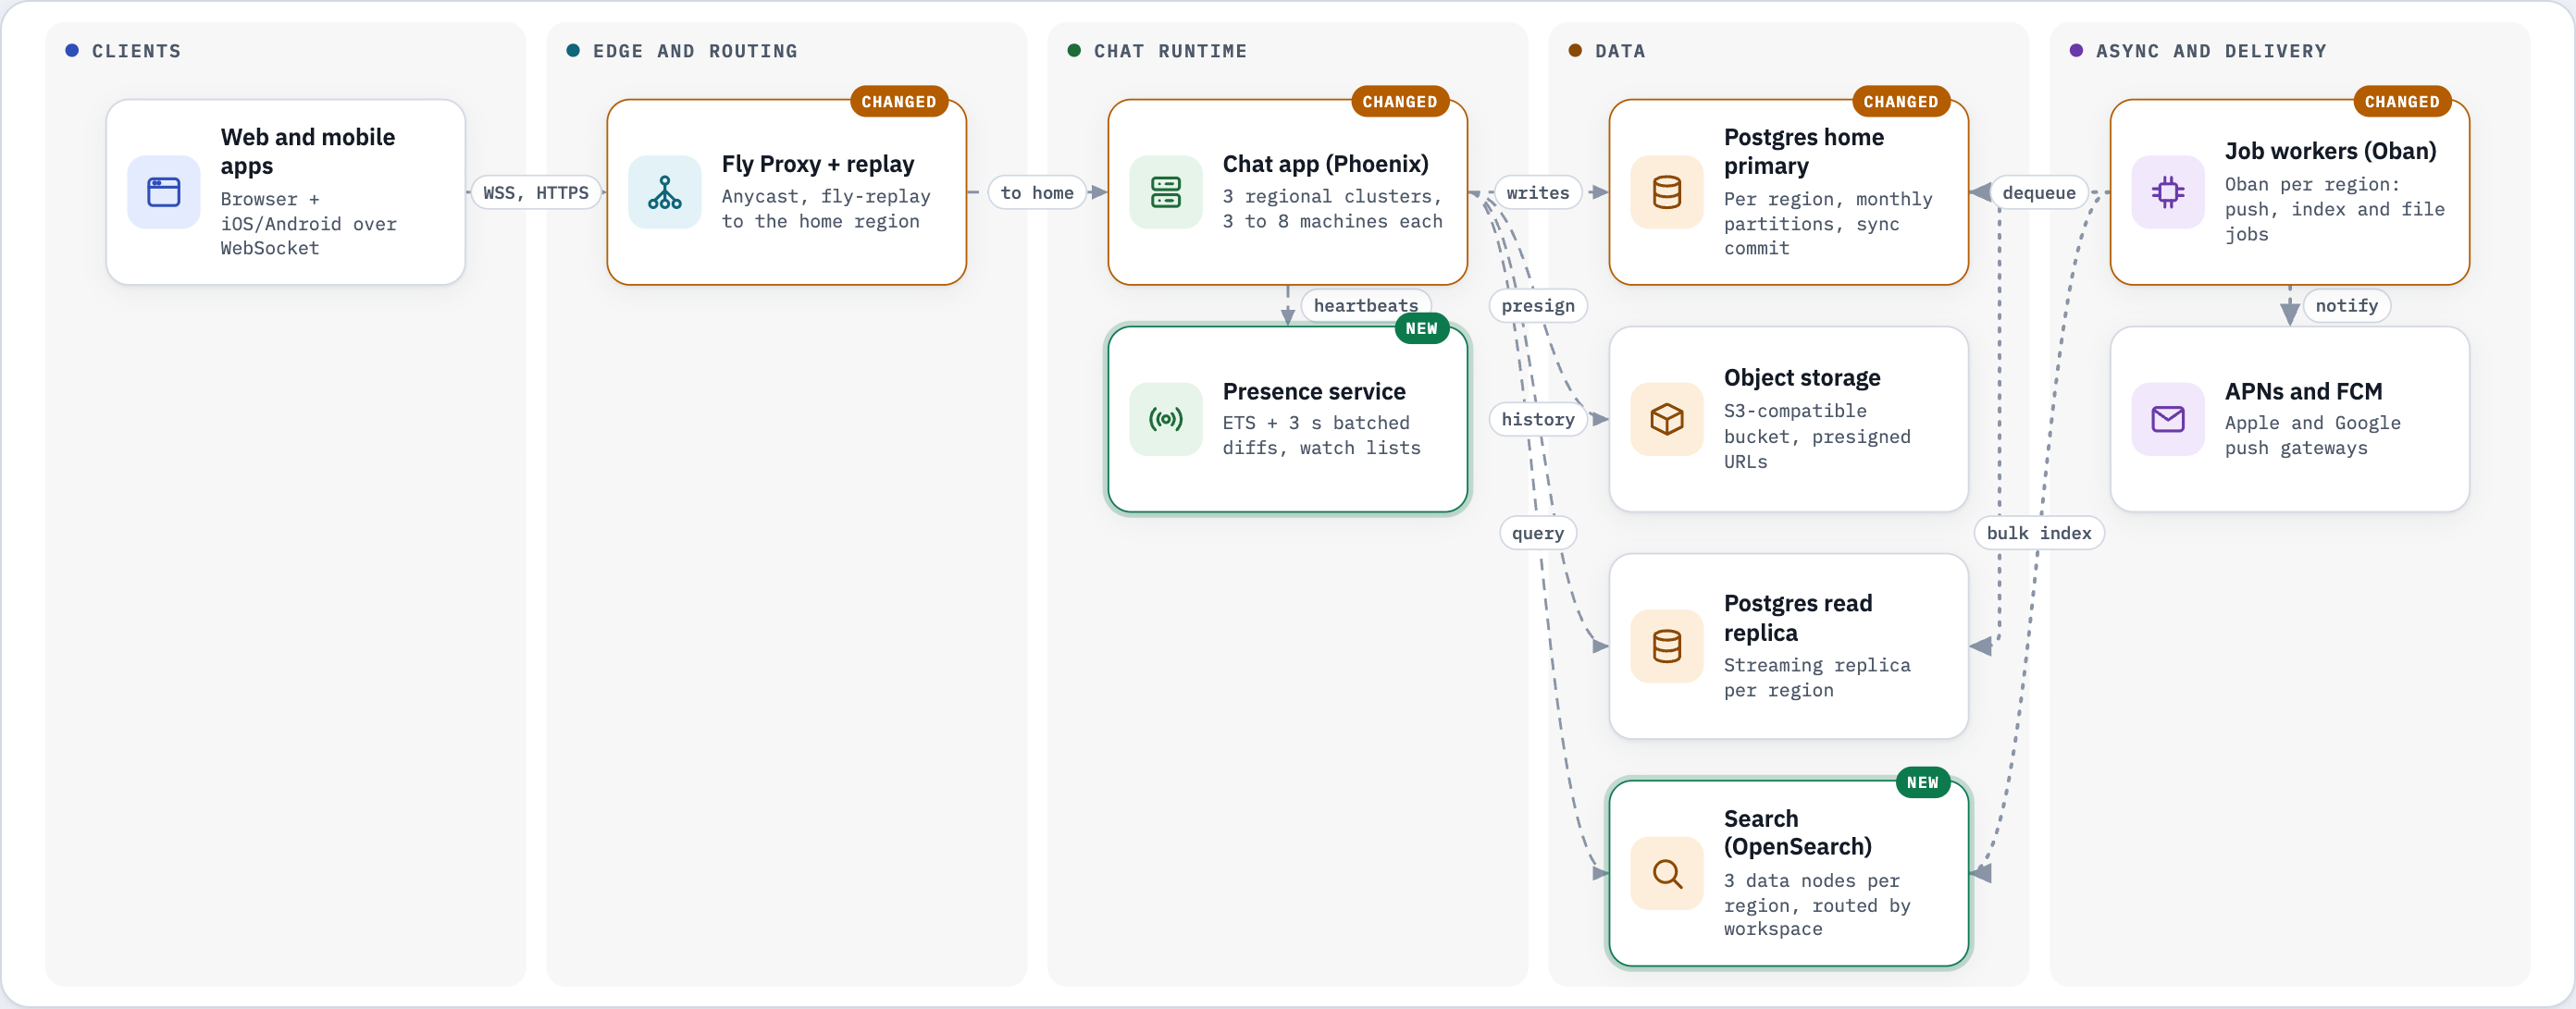 CLIENTS
Web and mobile
apps
Browser +
iOS/Android over
WebSocket
WSS, HTTPS
EDGE AND ROUTING
CHANGED
Fly Proxy + replay
Anycast, fly-replay
to the home region
to home
CHAT RUNTIME
CHANGED
Chat app (Phoenix)
3 regional clusters,
3 to 8 machines each
heartbeats
NEW
Presence service
ETS + 3 s batched
diffs, watch lists
writes
presign
history
query
DATA
CHANGED
Postgres home
primary
Per region, monthly
partitions, sync
commit
Object storage
S3-compatible
bucket, presigned
URLs
Postgres read
replica
Streaming replica
per region
NEW
Search
(OpenSearch)
3 data nodes per
region, routed by
workspace
dequeue
bulk index
ASYNC AND DELIVERY
CHANGED
Job workers (Oban)
Oban per region:
push, index and file
jobs
notify
APNs and FCM
Apple and Google
push gateways